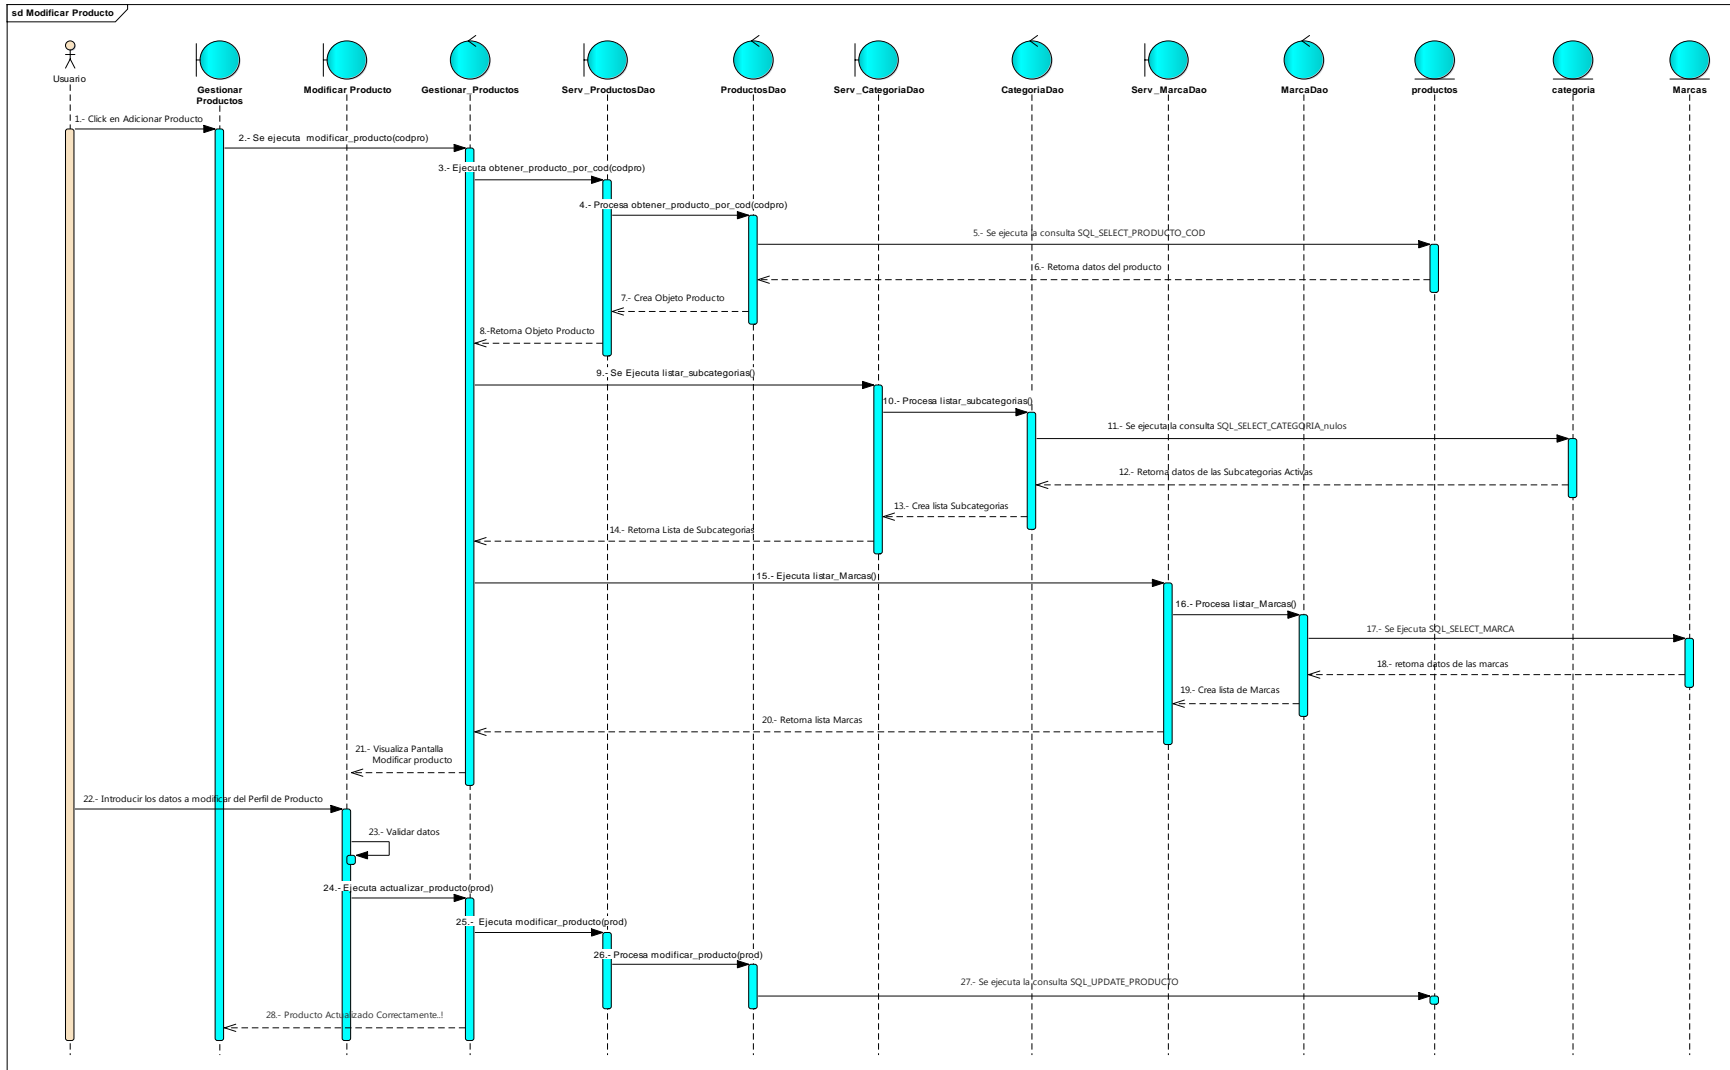 sd Modificar Producto
Usuario
Gestionar
Productos
Modificar Producto
Gestionar_Productos
Serv_ProductosDao
ProductosDao
Serv_CategoriaDao
CategoriaDao
Serv_MarcaDao
MarcaDao
productos
categoria
Marcas
1.- Click en Adicionar Producto
2.- Se ejecuta modificar_producto(codpro)
3.- Ejecuta obtener_producto_por_cod(codpro)
4.- Procesa obtener_producto_por_cod(codpro)
5.- Se ejecuta la consulta SQL_SELECT_PRODUCTO_COD
6.- Retorna datos del producto
7.- Crea Objeto Producto
8.-Retorna Objeto Producto
9.- Se Ejecuta listar_subcategorias()
10.- Procesa listar_subcategorias()
11.- Se ejecuta la consulta SQL_SELECT_CATEGORIA_nulos
12.- Retorna datos de las Subcategorias Activas
13.- Crea lista Subcategorias
14.- Retorna Lista de Subcategorias
15.- Ejecuta listar_Marcas()
16.- Procesa listar_Marcas()
17.- Se Ejecuta SQL_SELECT_MARCA
18.- retorna datos de las marcas
19.- Crea lista de Marcas
20.- Retorna lista Marcas
21.- Visualiza Pantalla
Modificar producto
22.- Introducir los datos a modificar del Perfil de Producto
23.- Validar datos
24.- Ejecuta actualizar_producto(prod)
25.- Ejecuta modificar_producto(prod)
26.- Procesa modificar_producto(prod)
27.- Se ejecuta la consulta SQL_UPDATE_PRODUCTO
28.- Producto Actualizado Correctamente..!